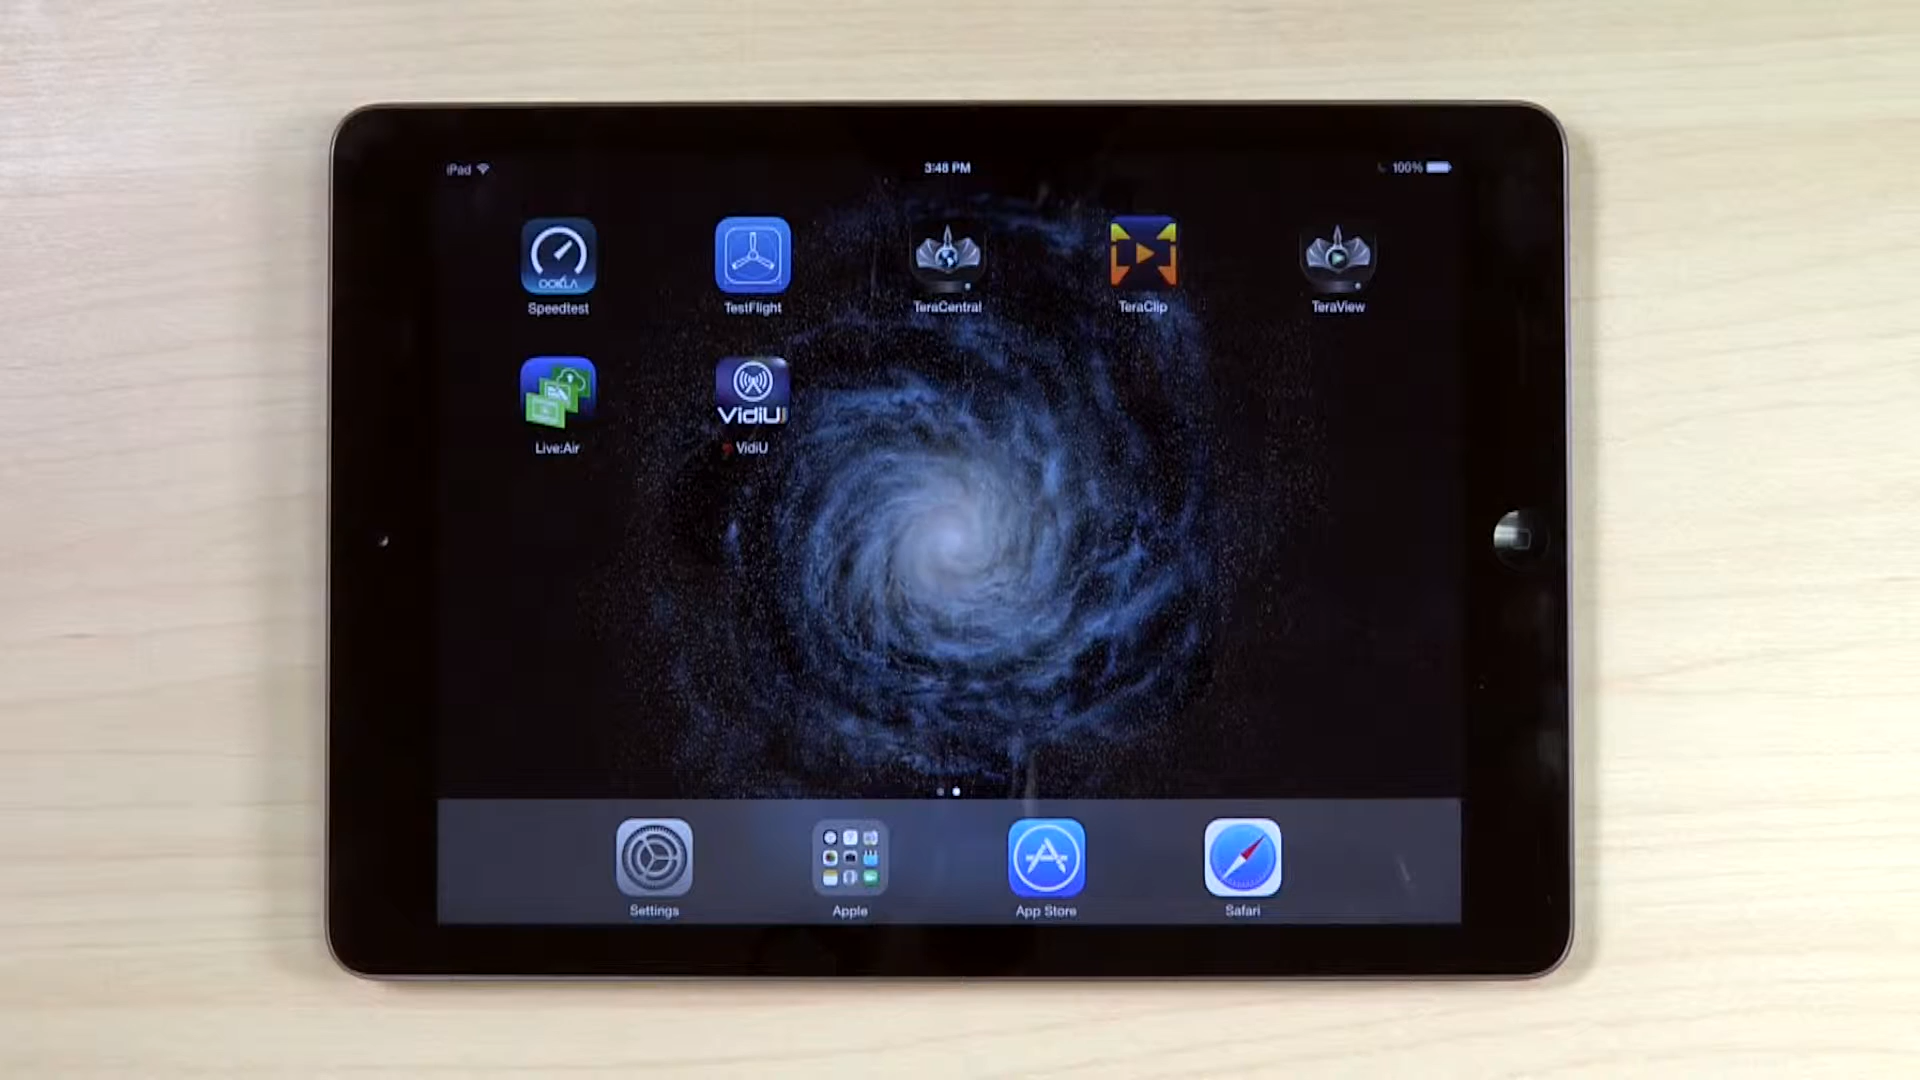 iPad
3:48 PM
100%
OOKLA
Speedtest
TestFlight
TeraCentral
TeraClip
TeraView
VidiU
Live:Air
VidiU
Settings
Apple
App Store
Safari